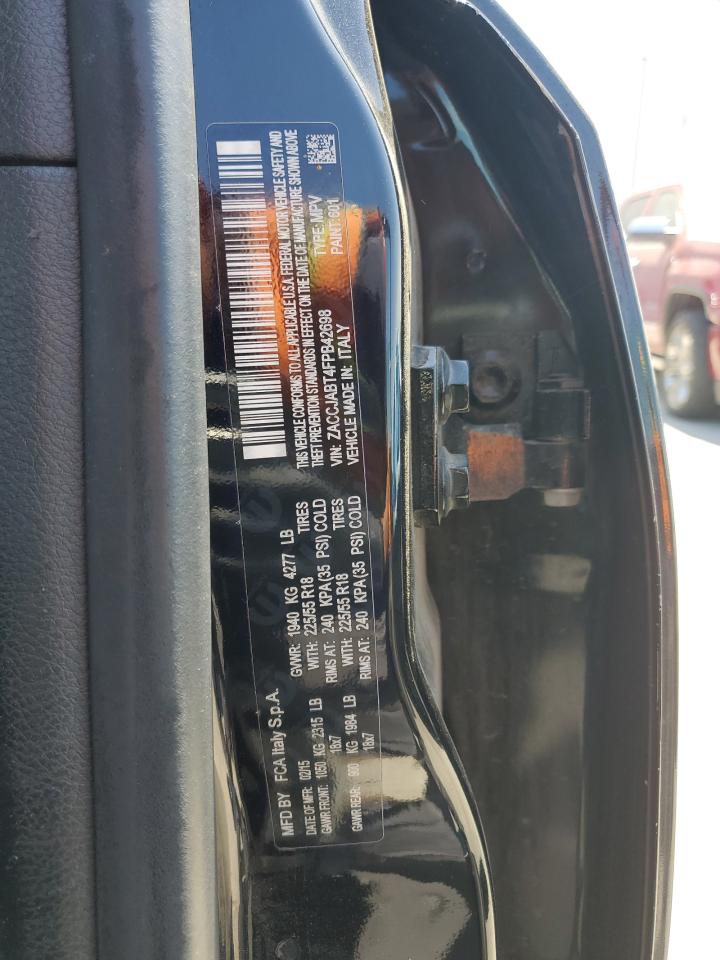 MFD BY FCA Italy S.p.A.
DATE OF MFR: 02/15 GVWR: 1940 KG 4277 LB
GAWR FRONT: 1050 KG 2315 LB WITH: 225/55 R18 TIRES
18x7 RIMS AT: 240 KPA(35 PSI) COLD
GAWR REAR: 900 KG 1984 LB WITH: 225/55 R18 TIRES
18x7 RIMS AT: 240 KPA(35 PSI) COLD
THIS VEHICLE CONFORMS TO ALL APPLICABLE U.S.A. FEDERAL MOTOR VEHICLE SAFETY AND
THEFT PREVENTION STANDARDS IN EFFECT ON THE DATE OF MANUFACTURE SHOWN ABOVE
VIN: ZACCJABT4FPB42698 TYPE: MPV
VEHICLE MADE IN: ITALY PAINT: 601